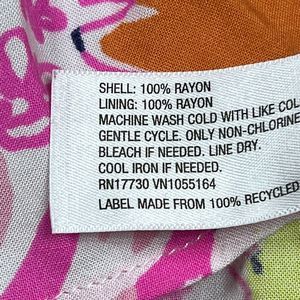 SHELL: 100% RAYON
LINING: 100% RAYON
MACHINE WASH COLD WITH LIKE COL
GENTLE CYCLE. ONLY NON-CHLORINE
BLEACH IF NEEDED. LINE DRY.
COOL IRON IF NEEDED.
RN17730 VN1055164
LABEL MADE FROM 100% RECYCLED